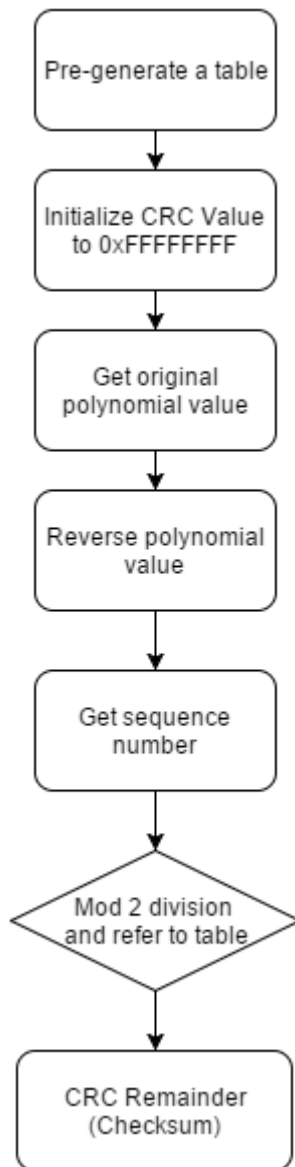 Pre-generate a table
Initialize CRC Value
to 0xFFFFFFFF
Get original
polynomial value
Reverse polynomial
value
Get sequence
number
Mod 2 division
and refer to table
CRC Remainder
(Checksum)